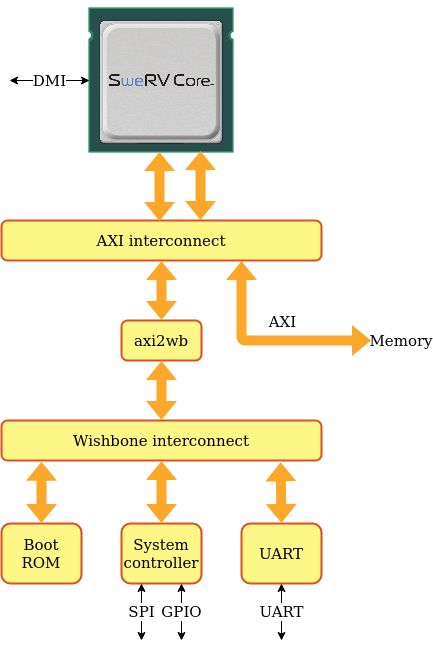 DMI
SweRV Core™
AXI interconnect
AXI
axi2wb
Memory
Wishbone interconnect
Boot
ROM
System
controller
UART
SPI
GPIO
UART